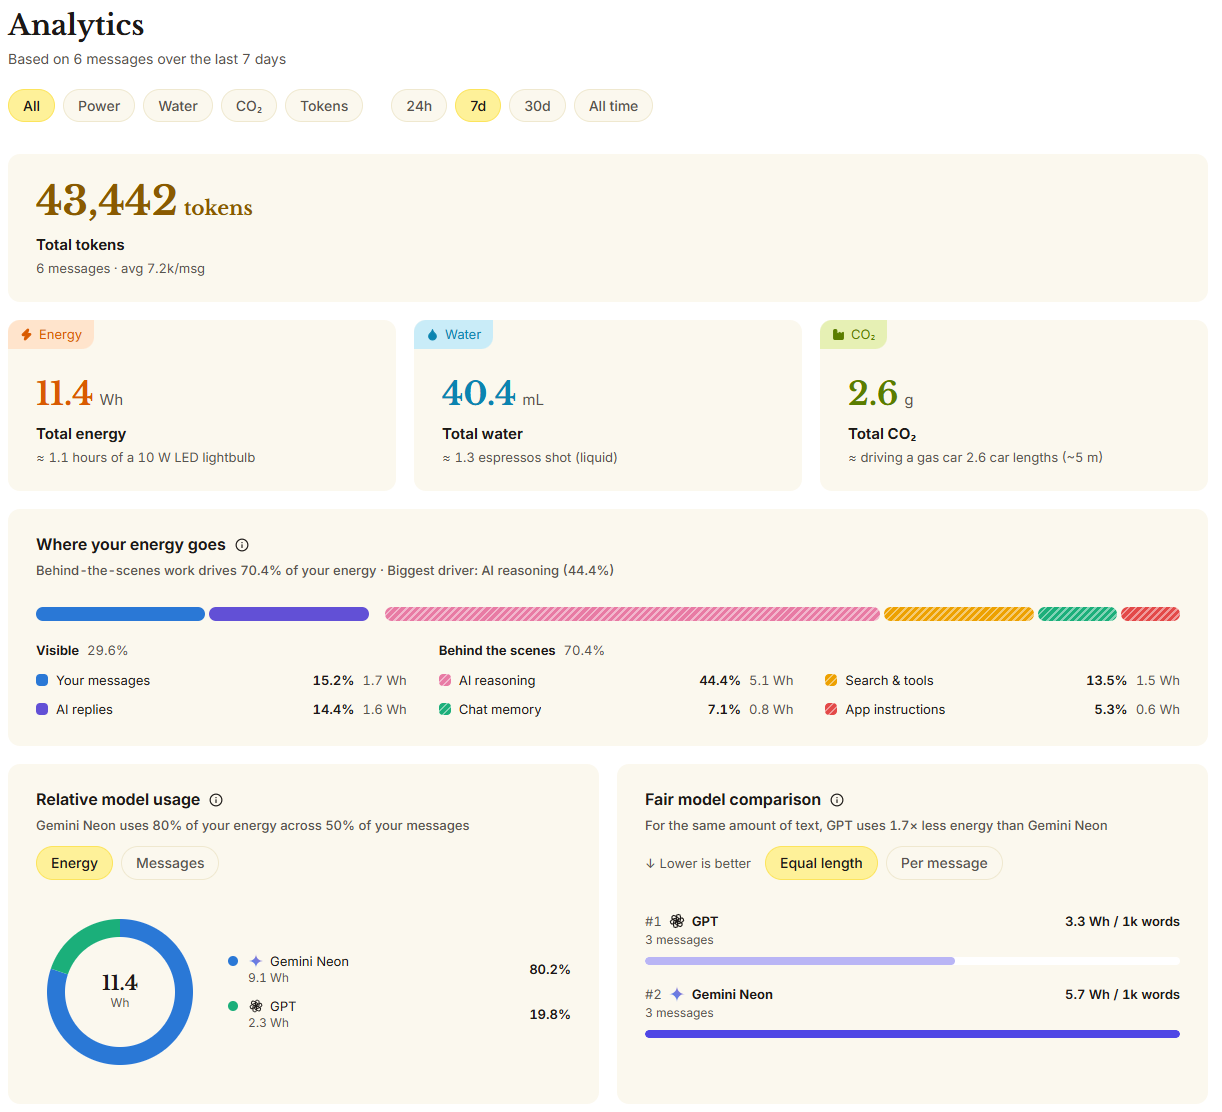 Analytics
Based on 6 messages over the last 7 days
All Power Water CO₂ Tokens 24h 7d 30d All time
43,442 tokens
Total tokens
6 messages · avg 7.2k/msg
Energy
11.4 Wh
Total energy
≈ 1.1 hours of a 10 W LED lightbulb
Water
40.4 mL
Total water
≈ 1.3 espressos shot (liquid)
CO₂
2.6 g
Total CO₂
≈ driving a gas car 2.6 car lengths (~5 m)
Where your energy goes
Behind-the-scenes work drives 70.4% of your energy · Biggest driver: AI reasoning (44.4%)
Visible 29.6%
Your messages 15.2% 1.7 Wh
AI replies 14.4% 1.6 Wh
Behind the scenes 70.4%
AI reasoning 44.4% 5.1 Wh
Chat memory 7.1% 0.8 Wh
Search & tools 13.5% 1.5 Wh
App instructions 5.3% 0.6 Wh
Relative model usage
Gemini Neon uses 80% of your energy across 50% of your messages
Energy Messages
11.4
Wh
Gemini Neon
9.1 Wh
80.2%
GPT
2.3 Wh
19.8%
Fair model comparison
For the same amount of text, GPT uses 1.7× less energy than Gemini Neon
↓ Lower is better Equal length Per message
#1 GPT 3.3 Wh / 1k words
3 messages
#2 Gemini Neon 5.7 Wh / 1k words
3 messages